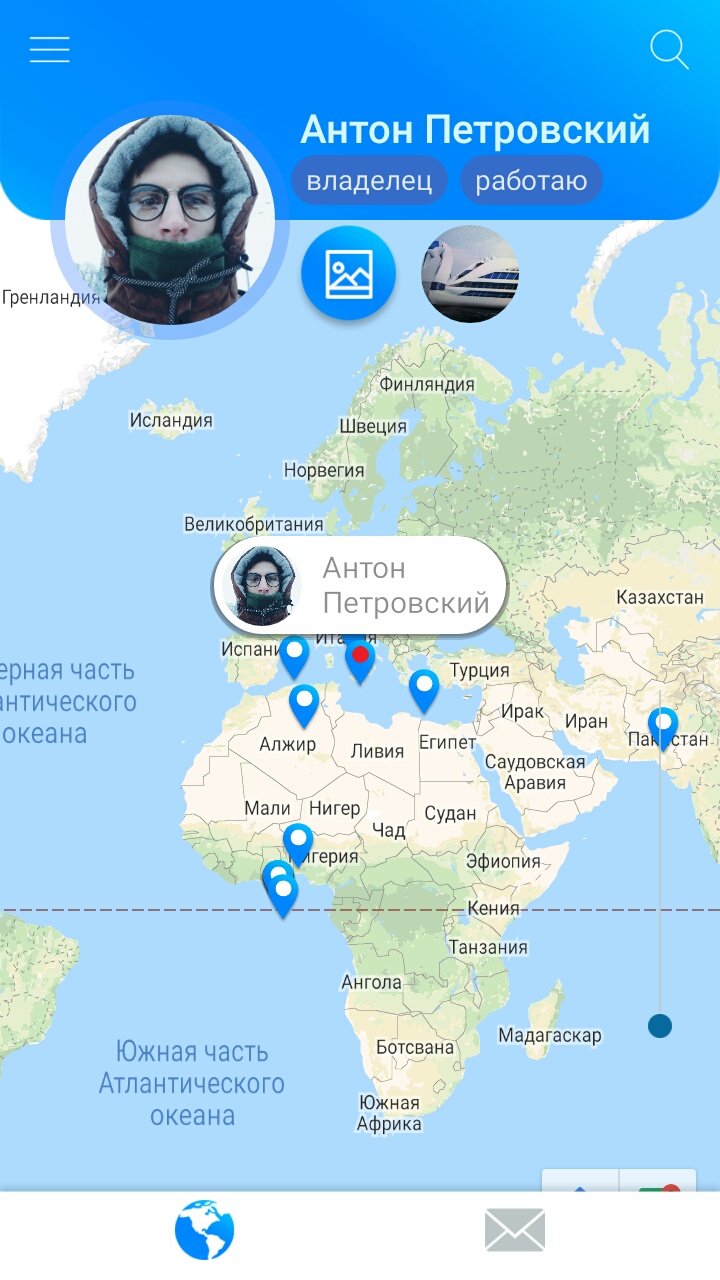 Антон Петровский
владелец
работаю
Гренландия
Финляндия
Исландия
Швеция
Норвегия
Великобритания
Антон
Петровский
Казахстан
Италия
Испани
Турция
ерная часть
антического
океана
Ирак
Иран
Пакистан
Алжир
Ливия
Египет
Саудовская
Аравия
Мали
Нигер
Судан
Чад
Нигерия
Эфиопия
Кения
Танзания
Ангола
Мадагаскар
Ботсвана
Южная часть
Атлантического
океана
Южная
Африка